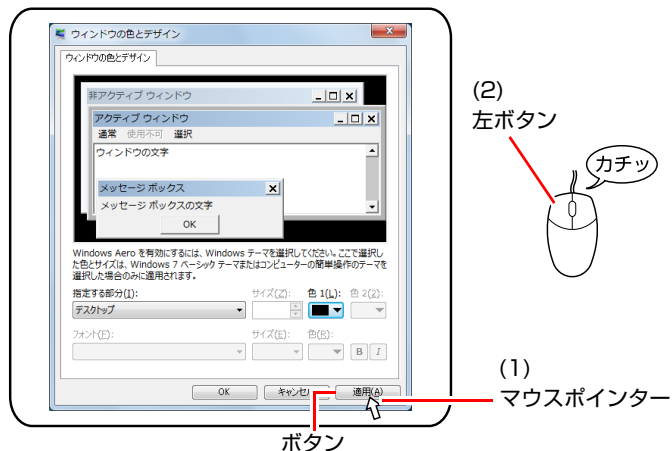 ウィンドウの色とデザイン
ウィンドウの色とデザイン
非アクティブ ウィンドウ
アクティブ ウィンドウ
通常 使用不可 選択
ウィンドウの文字
メッセージ ボックス
メッセージ ボックスの文字
OK
Windows Aero を有効にするには、Windows テーマを選択してください。ここで選択し
た色とサイズは、Windows 7 ベーシック テーマまたはコンピューターの簡単操作のテーマを
選択した場合のみに適用されます。
指定する部分(I): サイズ(Z): 色 1(L): 色 2(2):
デスクトップ
フォント(F): サイズ(E): 色(R):
B I
OK キャンセル 適用(A)
ボタン
(2)
左ボタン
カチッ
(1)
マウスポインター